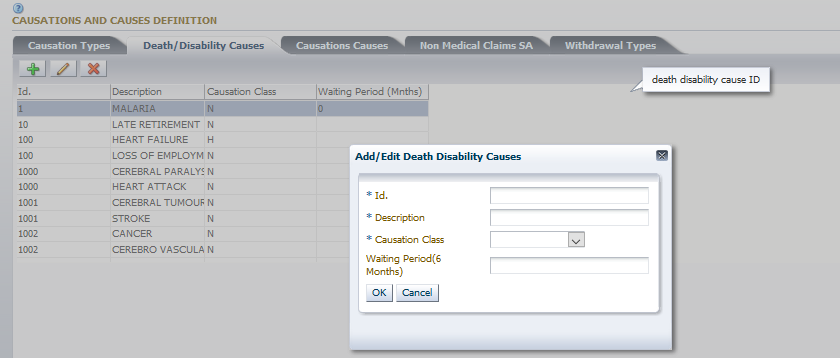 CAUSATIONS AND CAUSES DEFINITION
Causation Types Death/Disability Causes Causations Causes Non Medical Claims SA Withdrawal Types
death disability cause ID
Id. Description Causation Class Waiting Period (Mnths)
1 MALARIA N 0
10 LATE RETIREMENT N
100 HEART FAILURE H
100 LOSS OF EMPLOYM N
1000 CEREBRAL PARALYS N
1000 HEART ATTACK N
1001 CEREBRAL TUMOUR N
1001 STROKE N
1002 CANCER N
1002 CEREBRO VASCULA N
Add/Edit Death Disability Causes
* Id.
* Description
* Causation Class
Waiting Period(6
Months)
OK Cancel